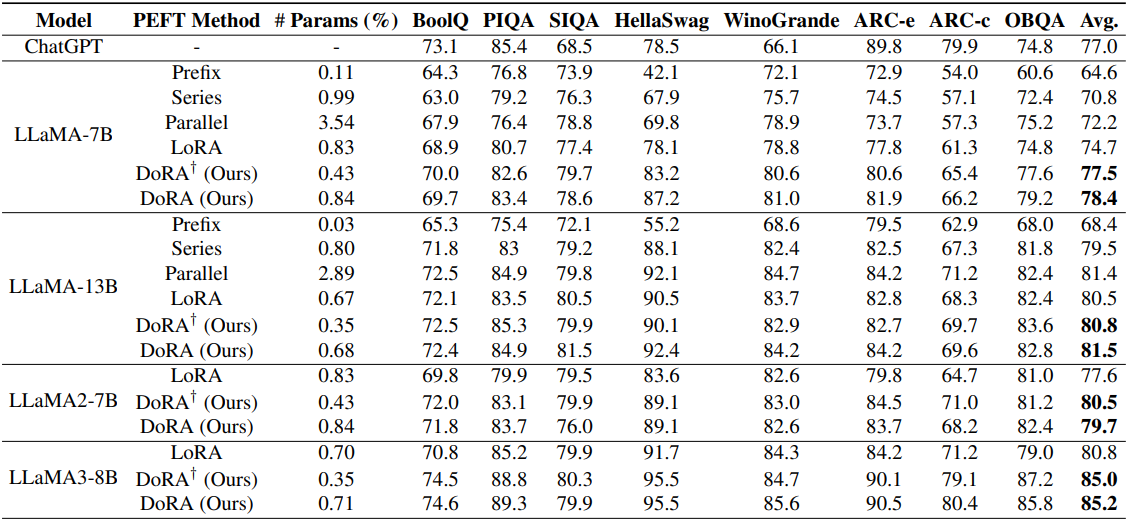 Model PEFT Method # Params (%) BoolQ PIQA SIQA HellaSwag WinoGrande ARC-e ARC-c OBQA Avg.
ChatGPT - - 73.1 85.4 68.5 78.5 66.1 89.8 79.9 74.8 77.0
LLaMA-7B
Prefix 0.11 64.3 76.8 73.9 42.1 72.1 72.9 54.0 60.6 64.6
Series 0.99 63.0 79.2 76.3 67.9 75.7 74.5 57.1 72.4 70.8
Parallel 3.54 67.9 76.4 78.8 69.8 78.9 73.7 57.3 75.2 72.2
LoRA 0.83 68.9 80.7 77.4 78.1 78.8 77.8 61.3 74.8 74.7
DoRA† (Ours) 0.43 70.0 82.6 79.7 83.2 80.6 80.6 65.4 77.6 77.5
DoRA (Ours) 0.84 69.7 83.4 78.6 87.2 81.0 81.9 66.2 79.2 78.4
LLaMA-13B
Prefix 0.03 65.3 75.4 72.1 55.2 68.6 79.5 62.9 68.0 68.4
Series 0.80 71.8 83 79.2 88.1 82.4 82.5 67.3 81.8 79.5
Parallel 2.89 72.5 84.9 79.8 92.1 84.7 84.2 71.2 82.4 81.4
LoRA 0.67 72.1 83.5 80.5 90.5 83.7 82.8 68.3 82.4 80.5
DoRA† (Ours) 0.35 72.5 85.3 79.9 90.1 82.9 82.7 69.7 83.6 80.8
DoRA (Ours) 0.68 72.4 84.9 81.5 92.4 84.2 84.2 69.6 82.8 81.5
LLaMA2-7B
LoRA 0.83 69.8 79.9 79.5 83.6 82.6 79.8 64.7 81.0 77.6
DoRA† (Ours) 0.43 72.0 83.1 79.9 89.1 83.0 84.5 71.0 81.2 80.5
DoRA (Ours) 0.84 71.8 83.7 76.0 89.1 82.6 83.7 68.2 82.4 79.7
LLaMA3-8B
LoRA 0.70 70.8 85.2 79.9 91.7 84.3 84.2 71.2 79.0 80.8
DoRA† (Ours) 0.35 74.5 88.8 80.3 95.5 84.7 90.1 79.1 87.2 85.0
DoRA (Ours) 0.71 74.6 89.3 79.9 95.5 85.6 90.5 80.4 85.8 85.2